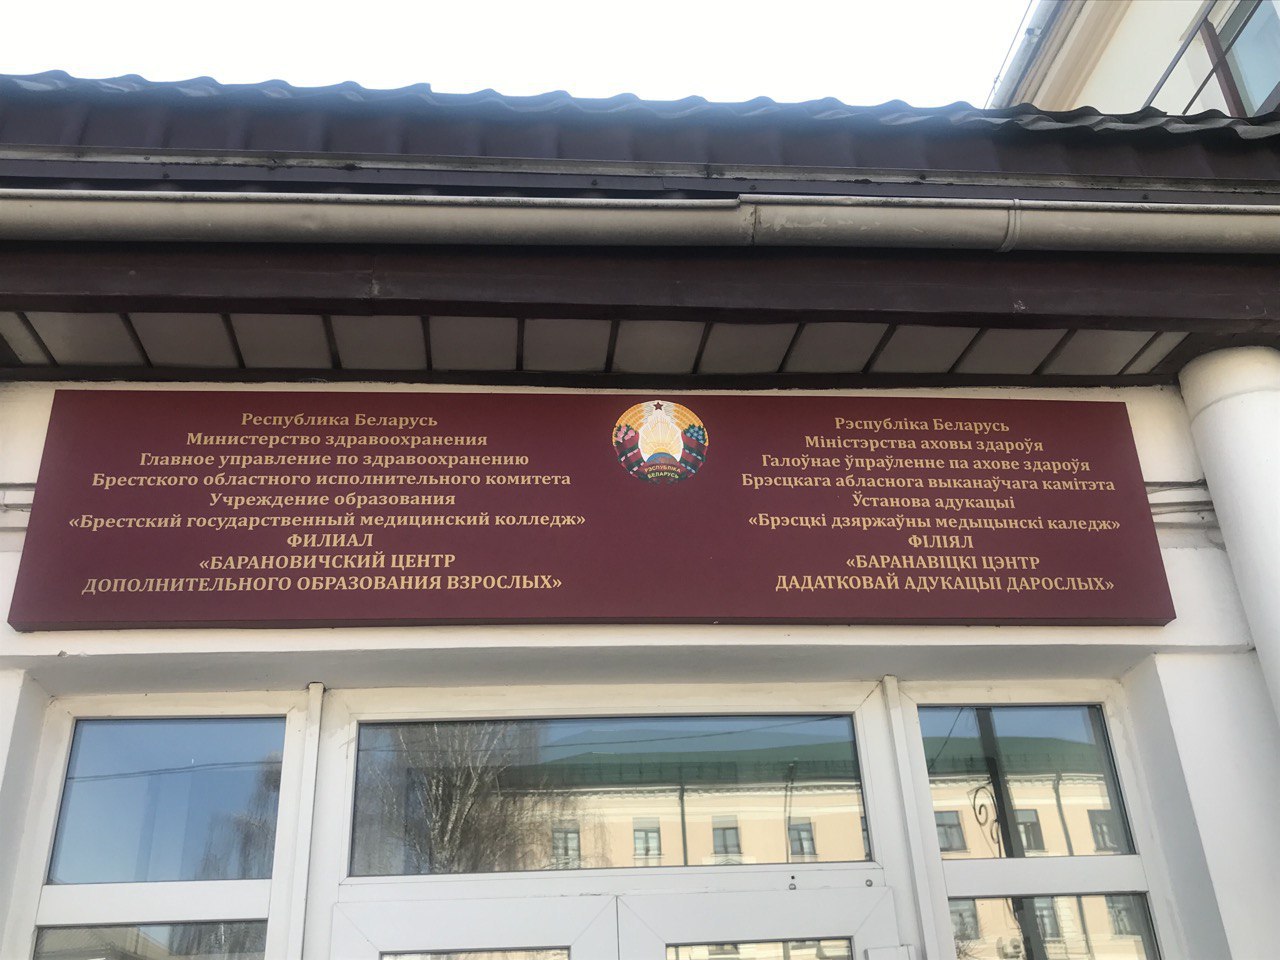 Республика Беларусь
Министерство здравоохранения
Главное управление по здравоохранению
Брестского областного исполнительного комитета
Учреждение образования
«Брестский государственный медицинский колледж»
ФИЛИАЛ
«БАРАНОВИЧСКИЙ ЦЕНТР
ДОПОЛНИТЕЛЬНОГО ОБРАЗОВАНИЯ ВЗРОСЛЫХ»
РЭСПУБЛІКА
БЕЛАРУСЬ
Рэспубліка Беларусь
Міністэрства аховы здароўя
Галоўнае ўпраўленне па ахове здароўя
Брэсцкага абласнога выканаўчага камітэта
Ўстанова адукацыі
«Брэсцкі дзяржаўны медыцынскі каледж»
ФІЛІЯЛ
«БАРАНАВІЦКІ ЦЭНТР
ДАДАТКОВАЙ АДУКАЦЫІ ДАРОСЛЫХ»